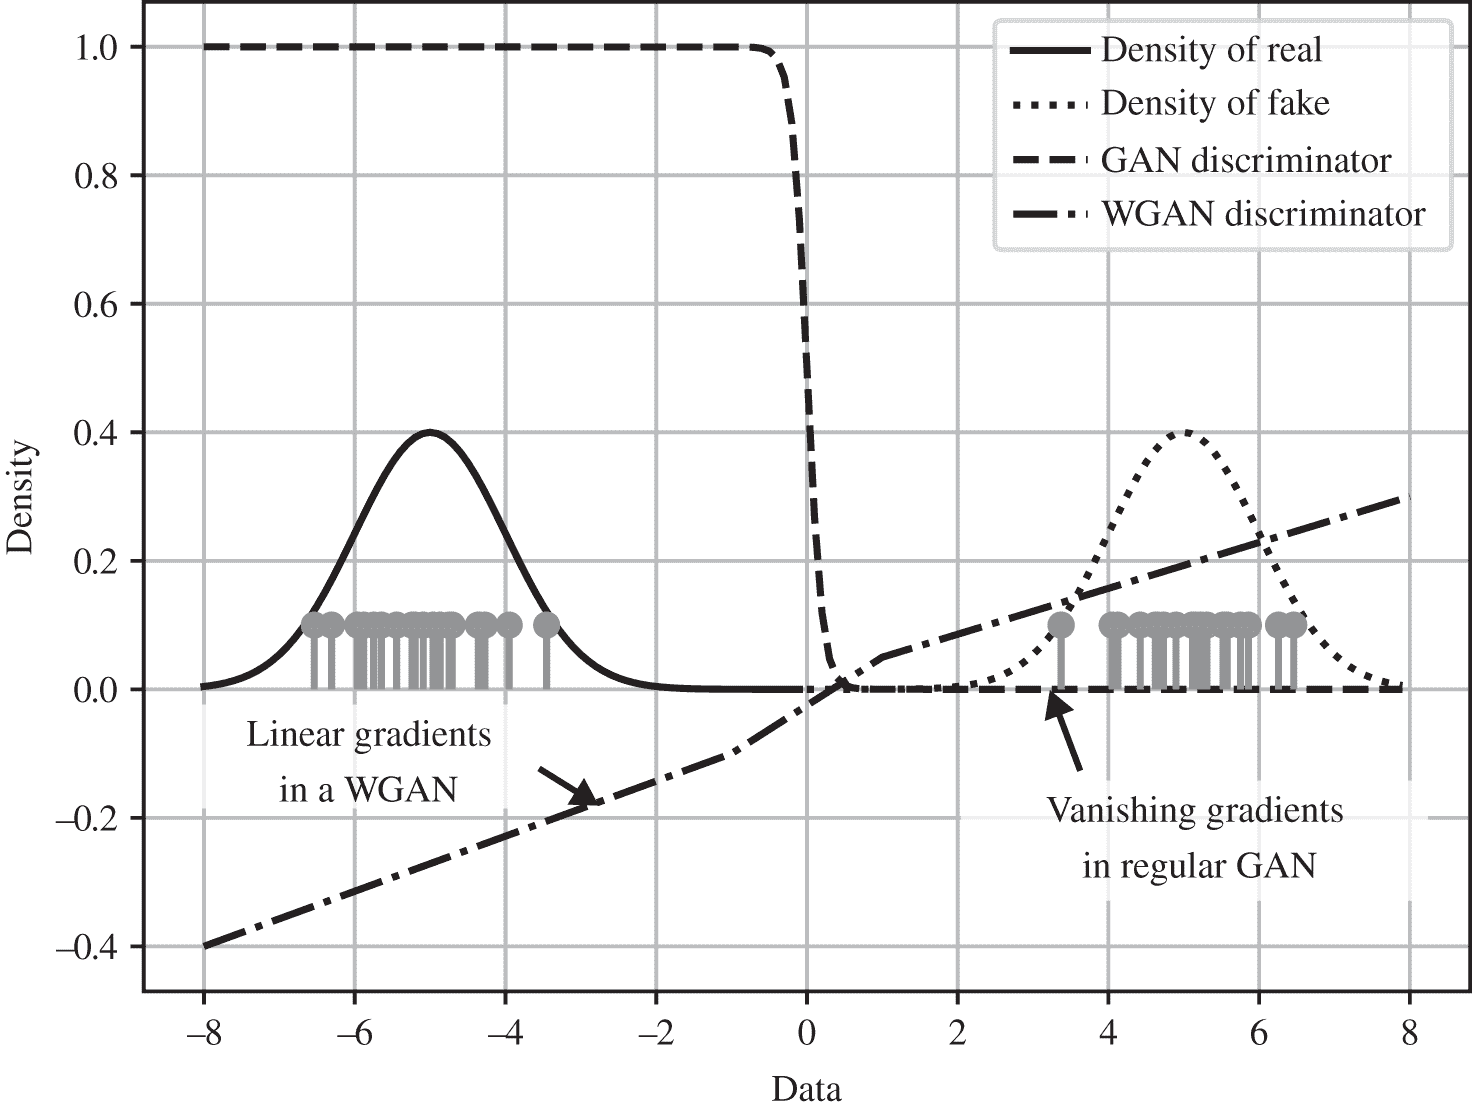 1.0
0.8
0.6
0.4
0.2
0.0
–0.2
–0.4
Density
Density of real
Density of fake
GAN discriminator
WGAN discriminator
Linear gradients
in a WGAN
Vanishing gradients
in regular GAN
–8 –6 –4 –2 0 2 4 6 8
Data